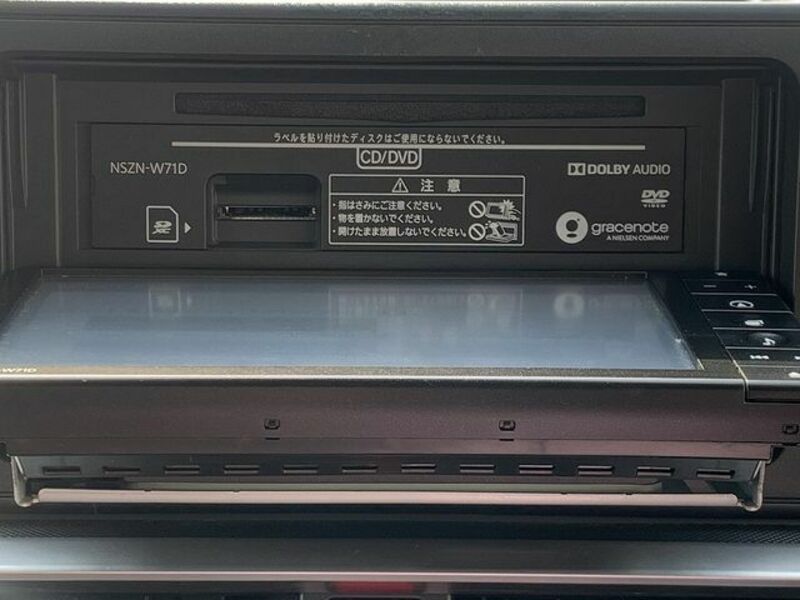 ラベルを貼り付けたディスクはご使用にならないでください。
CD/DVD
NSZN-W71D
DOLBY AUDIO
注意
・指はさみにご注意ください。
・物を置かないでください。
・開けたまま放置しないでください。
SD XC
DVD VIDEO
g gracenote
A NIELSEN COMPANY
-W71D